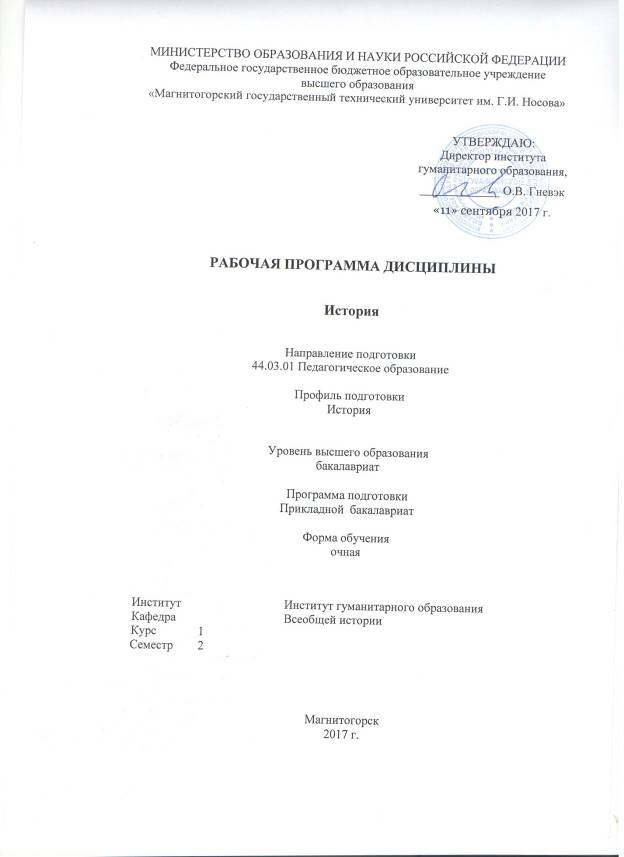 МИНИСТЕРСТВО ОБРАЗОВАНИЯ И НАУКИ РОССИЙСКОЙ ФЕДЕРАЦИИ
Федеральное государственное бюджетное образовательное учреждение
высшего образования
«Магнитогорский государственный технический университет им. Г.И. Носова»
УТВЕРЖДАЮ:
Директор института
гуманитарного образования,
О.В. Гневэк
«11» сентября 2017 г.
РАБОЧАЯ ПРОГРАММА ДИСЦИПЛИНЫ
История
Направление подготовки
44.03.01 Педагогическое образование
Профиль подготовки
История
Уровень высшего образования
бакалавриат
Программа подготовки
Прикладной бакалавриат
Форма обучения
очная
Институт Институт гуманитарного образования
Кафедра Всеобщей истории
Курс 1
Семестр 2
Магнитогорск
2017 г.